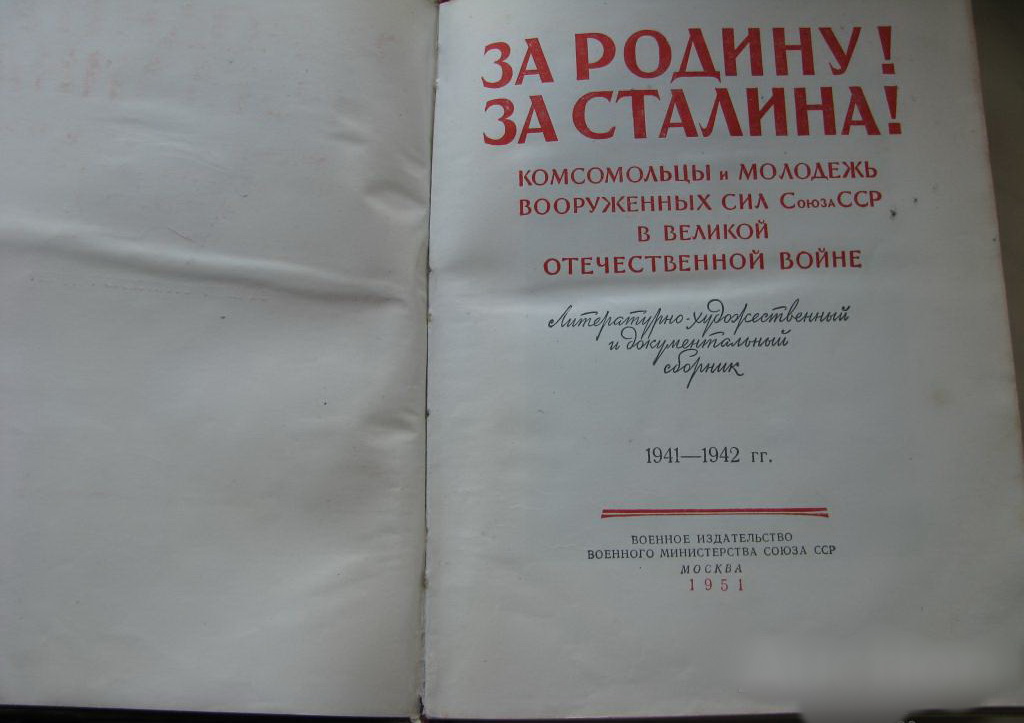 ЗА РОДИНУ!
ЗА СТАЛИНА!
КОМСОМОЛЬЦЫ и МОЛОДЕЖЬ
ВООРУЖЕННЫХ СИЛ СОЮЗА ССР
В ВЕЛИКОЙ
ОТЕЧЕСТВЕННОЙ ВОЙНЕ
Литературно-художественный
и документальный
сборник
1941—1942 гг.
ВОЕННОЕ ИЗДАТЕЛЬСТВО
ВОЕННОГО МИНИСТЕРСТВА СОЮЗА ССР
МОСКВА
1951